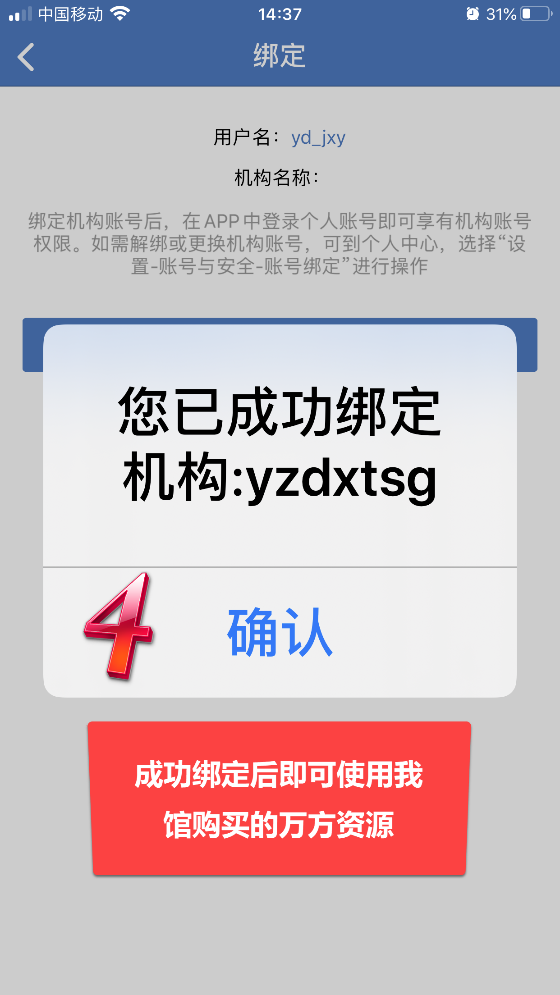 中国移动 14:37 31%
绑定
用户名：yd_jxy
机构名称：
绑定机构账号后，在APP中登录个人账号即可享有机构账号
权限。如需解绑或更换机构账号，可到个人中心，选择“设
置-账号与安全-账号绑定”进行操作
您已成功绑定
机构:yzdxtsg
4
确认
成功绑定后即可使用我
馆购买的万方资源